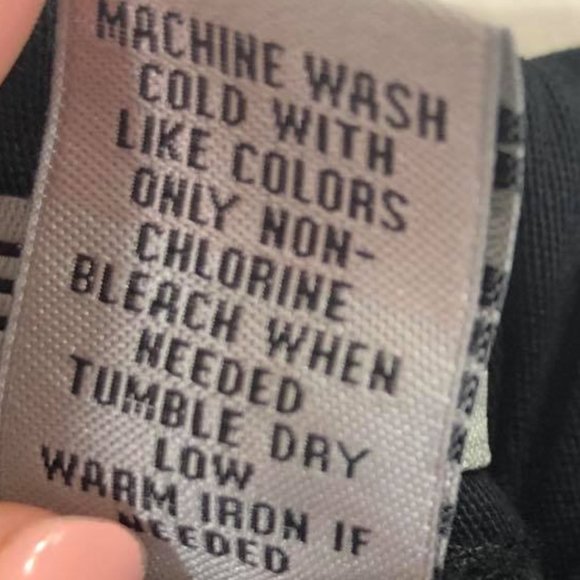 MACHINE WASH
COLD WITH
LIKE COLORS
ONLY NON-
CHLORINE
BLEACH WHEN
NEEDED
TUMBLE DRY
LOW
WARM IRON IF
NEEDED